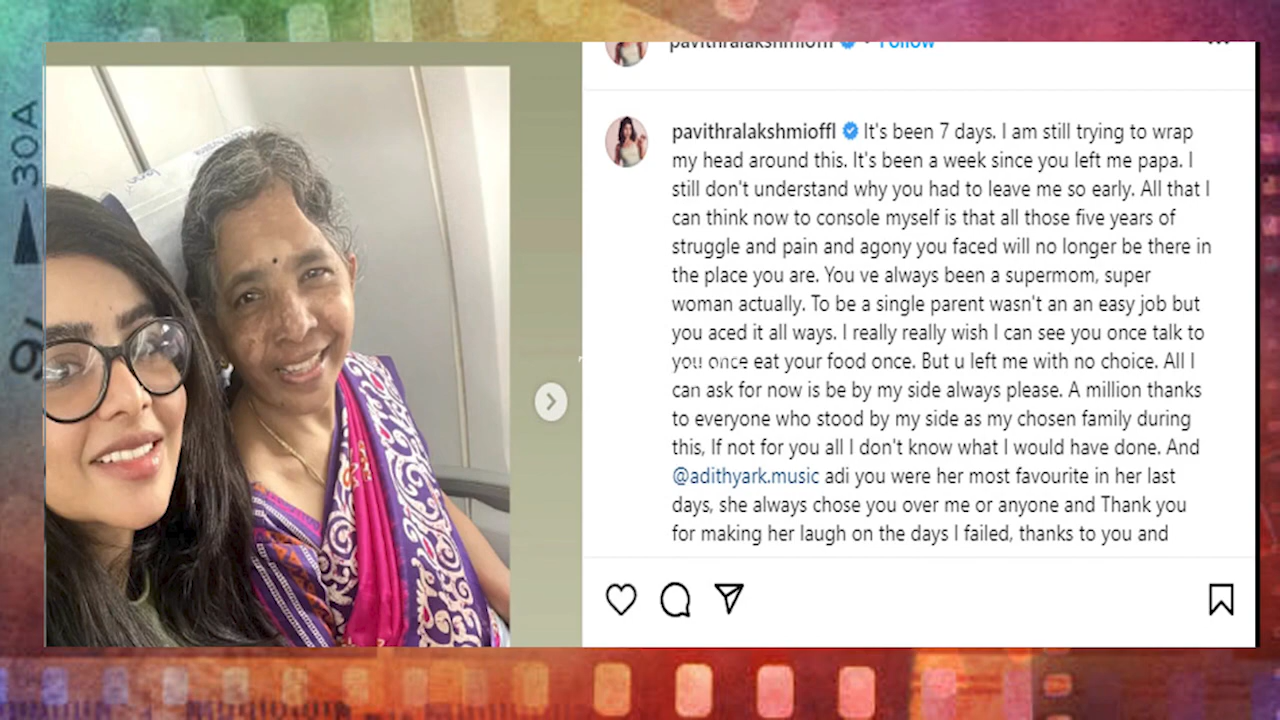 30A
pavithralakshmioffl • Follow
pavithralakshmioffl It's been 7 days. I am still trying to wrap
my head around this. It's been a week since you left me papa. I
still don't understand why you had to leave me so early. All that I
can think now to console myself is that all those five years of
struggle and pain and agony you faced will no longer be there in
the place you are. You ve always been a supermom, super
woman actually. To be a single parent wasn't an an easy job but
you aced it all ways. I really really wish I can see you once talk to
you once eat your food once. But u left me with no choice. All I
can ask for now is be by my side always please. A million thanks
to everyone who stood by my side as my chosen family during
this, If not for you all I don't know what I would have done. And
@adithyark.music adi you were her most favourite in her last
days, she always chose you over me or anyone and Thank you
for making her laugh on the days I failed, thanks to you and